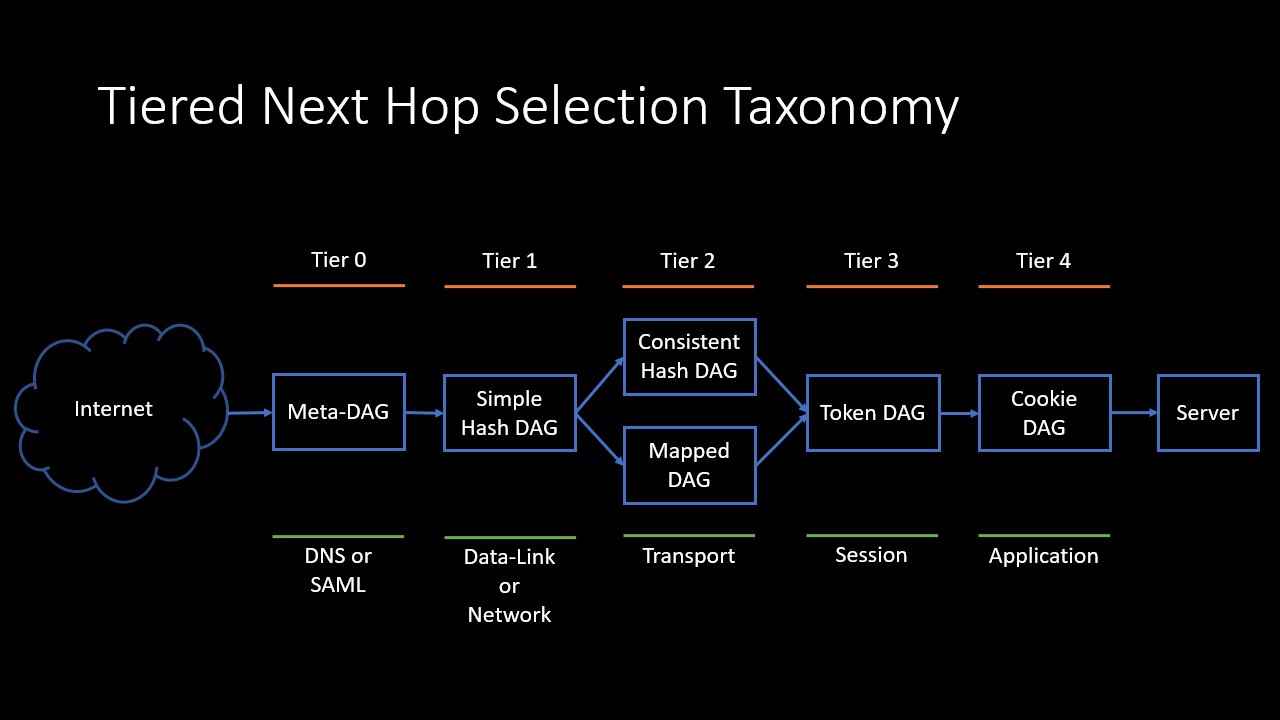 Tiered Next Hop Selection Taxonomy
Tier 0
Tier 1
Tier 2
Tier 3
Tier 4
Internet
Meta-DAG
Simple
Hash DAG
Consistent
Hash DAG
Mapped
DAG
Token DAG
Cookie
DAG
Server
DNS or
SAML
Data-Link
or
Network
Transport
Session
Application